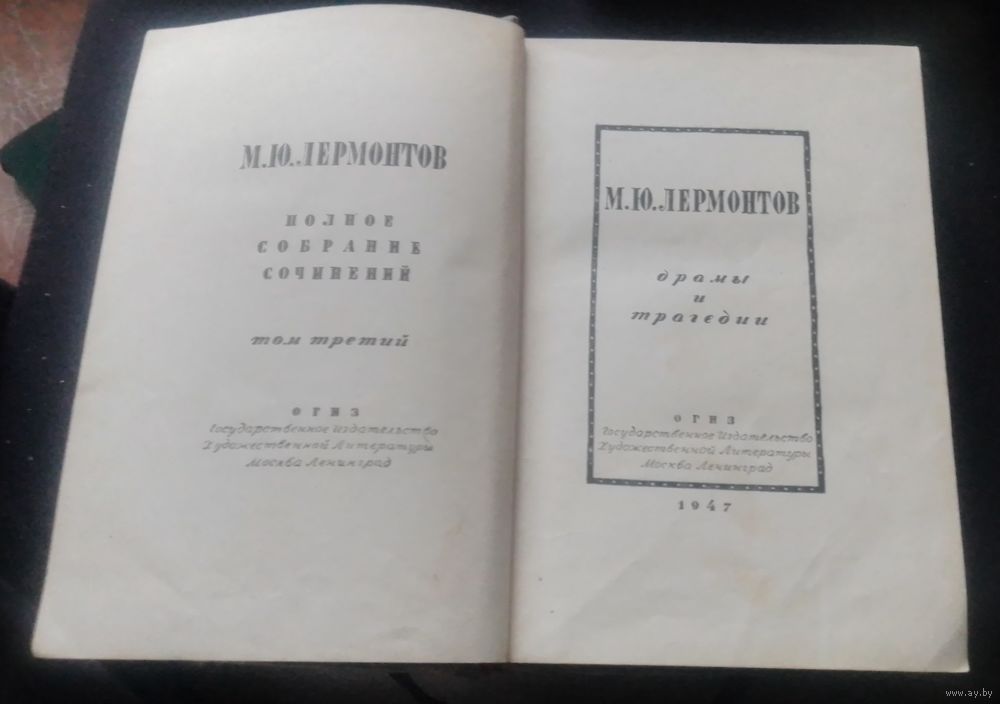 М.Ю.ЛЕРМОНТОВ
ПОЛНОЕ
СОБРАНИЕ
СОЧИНЕНИЙ
том третий
ОГИЗ
Государственное Издательство
Художественной Литературы
Москва Ленинград
М.Ю.ЛЕРМОНТОВ
драмы
и
трагедии
ОГИЗ
Государственное Издательство
Художественной Литературы
Москва Ленинград
1947
www.ay.by